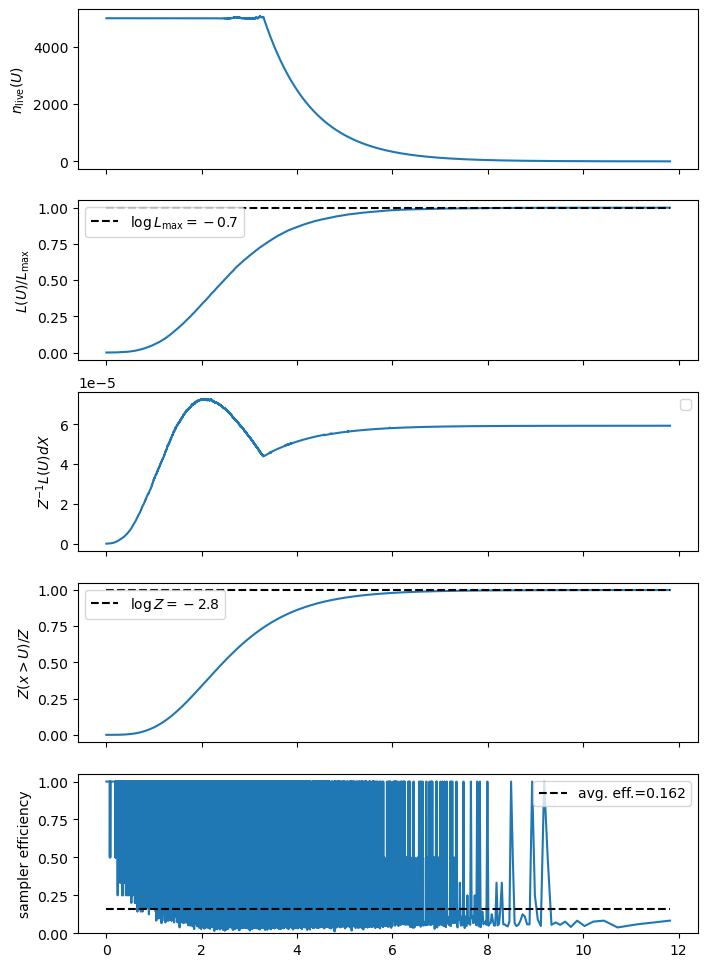 4000
2000
0
n_live(U)
1.00
0.75
0.50
0.25
0.00
L(U)/L_max
log L_max = −0.7
1e−5
6
4
2
0
Z⁻¹L(U)dX
1.00
0.75
0.50
0.25
0.00
Z(x > U)/Z
log Z = −2.8
1.00
0.75
0.50
0.25
0.00
sampler efficiency
avg. eff.=0.162
0 2 4 6 8 10 12